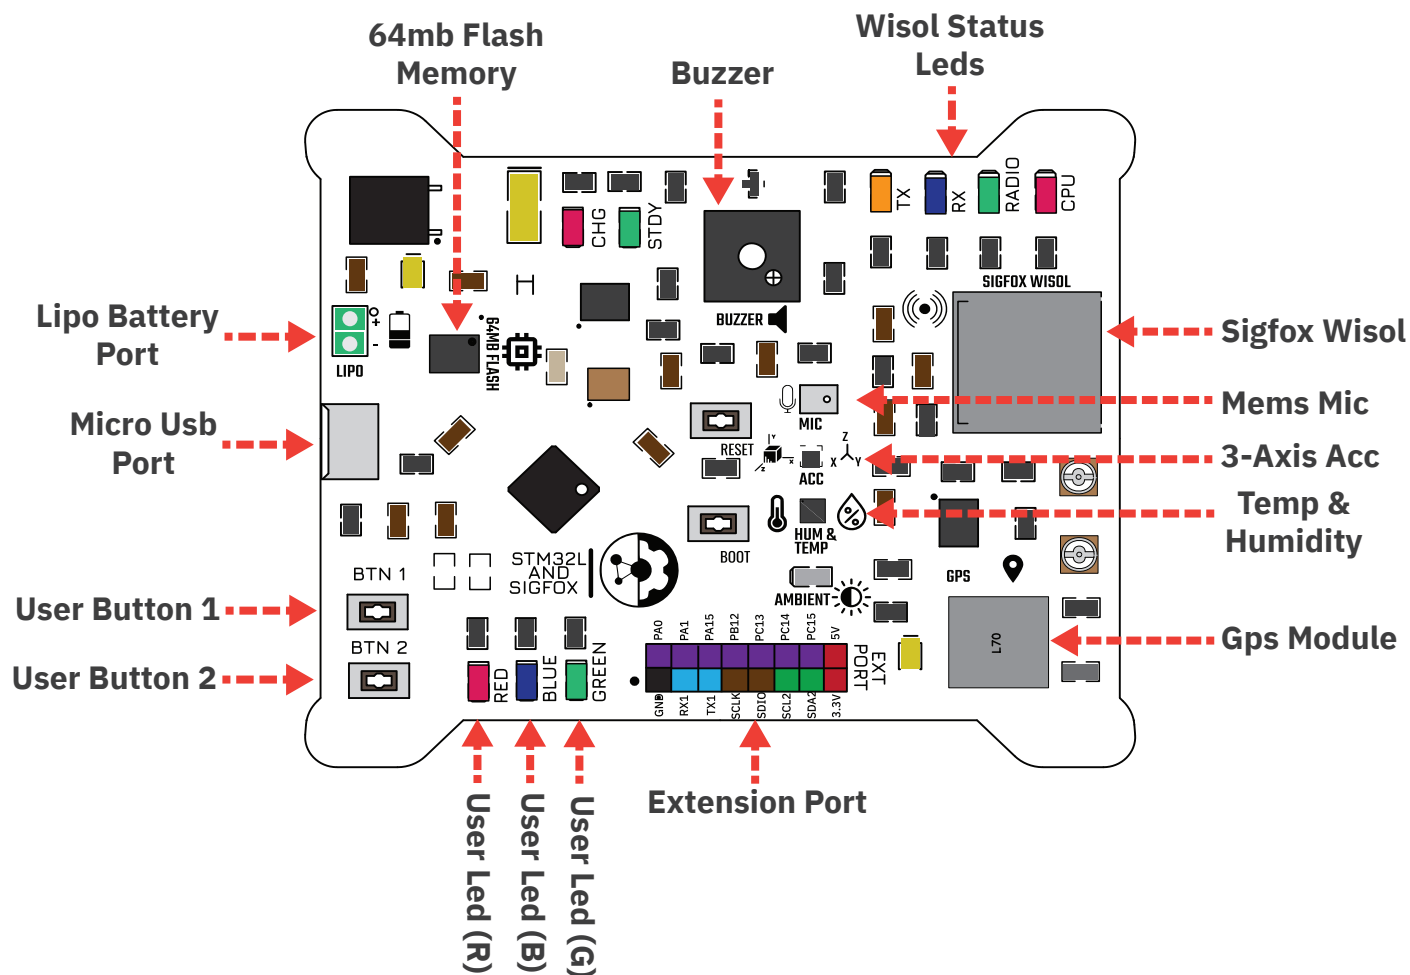 64mb Flash
Memory
Buzzer
Wisol Status
Leds
CHG
STDY
TX
RX
RADIO
CPU
SIGFOX WISOL
Lipo Battery
Port
+
-
LIPO
64MB FLASH
BUZZER
Sigfox Wisol
Micro Usb
Port
MIC
Mems Mic
RESET
Y
X
Z
ACC
Z
X
Y
3-Axis Acc
HUM &
TEMP
Temp &
Humidity
BOOT
STM32L
AND
SIGFOX
GPS
BTN 1
User Button 1
AMBIENT
BTN 2
User Button 2
L70
Gps Module
RED
BLUE
GREEN
PA0
PA1
PA15
PB12
PC13
PC14
PC15
5V
EXT
PORT
GND
RX1
TX1
SCLK
SDIO
SCL2
SDA2
3.3V
User Led (R)
User Led (B)
User Led (G)
Extension Port